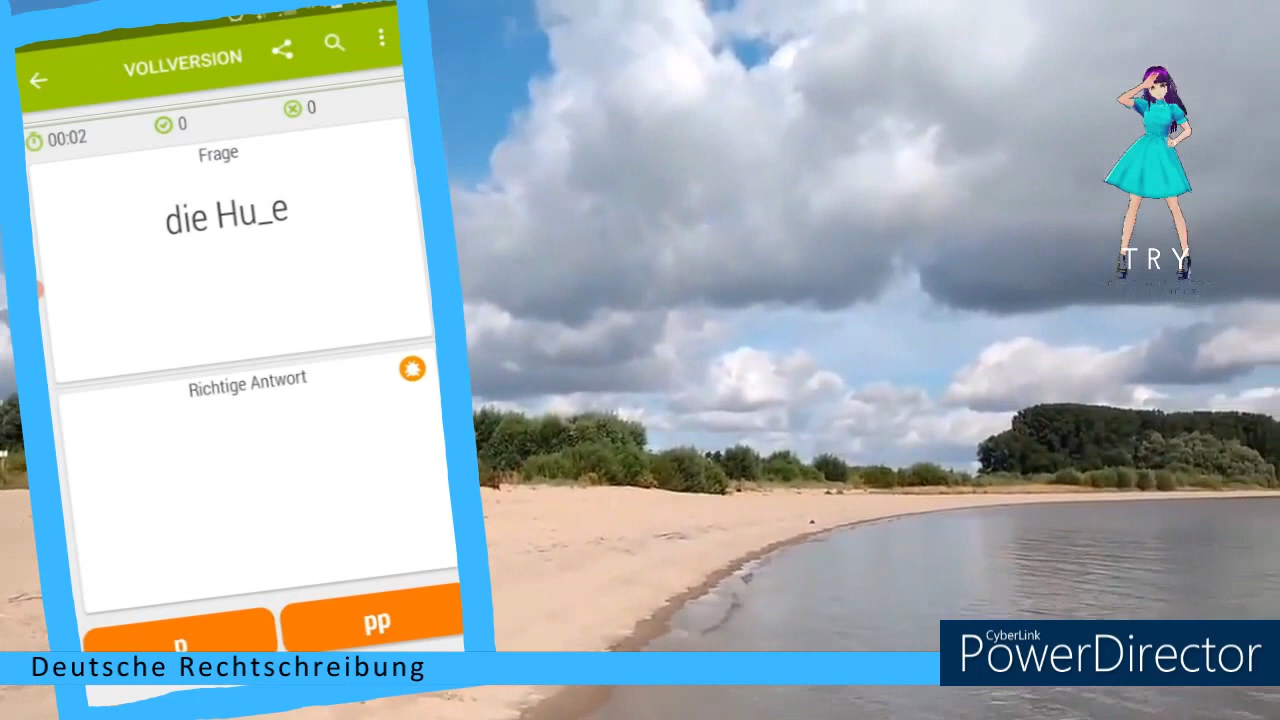 VOLLVERSION
00:02
0
0
Frage
die Hu_e
Richtige Antwort
p
pp
Deutsche Rechtschreibung
TRY
CyberLink
PowerDirector